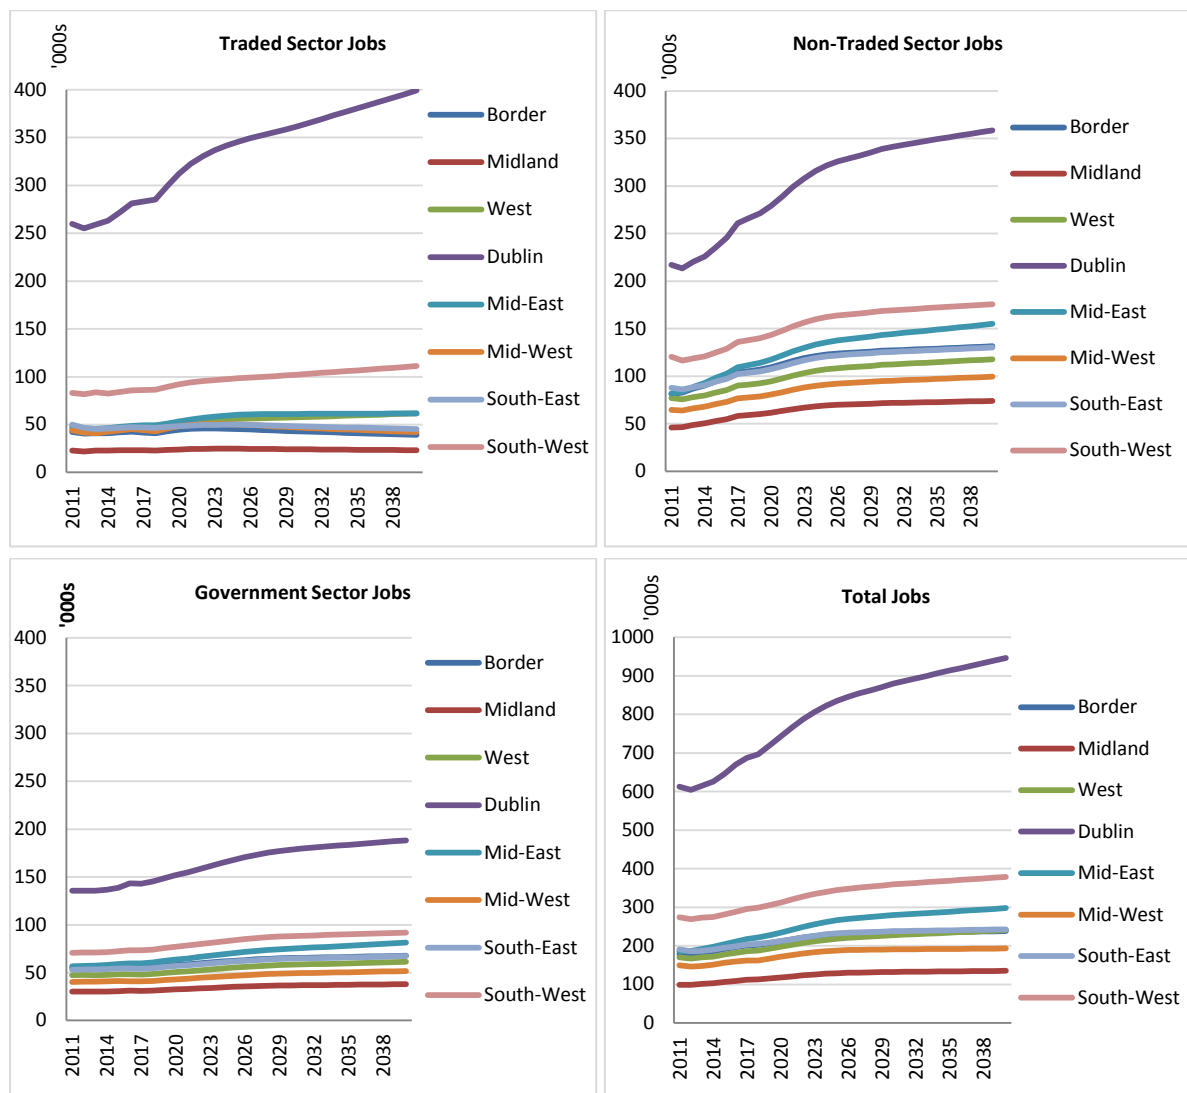 Traded Sector Jobs
'000s
400
350
300
250
200
150
100
50
0
2011
2014
2017
2020
2023
2026
2029
2032
2035
2038
Border
Midland
West
Dublin
Mid-East
Mid-West
South-East
South-West
Non-Traded Sector Jobs
'000s
400
350
300
250
200
150
100
50
0
2011
2014
2017
2020
2023
2026
2029
2032
2035
2038
Border
Midland
West
Dublin
Mid-East
Mid-West
South-East
South-West
Government Sector Jobs
'000s
400
350
300
250
200
150
100
50
0
2011
2014
2017
2020
2023
2026
2029
2032
2035
2038
Border
Midland
West
Dublin
Mid-East
Mid-West
South-East
South-West
Total Jobs
'000s
1000
900
800
700
600
500
400
300
200
100
0
2011
2014
2017
2020
2023
2026
2029
2032
2035
2038
Border
Midland
West
Dublin
Mid-East
Mid-West
South-East
South-West